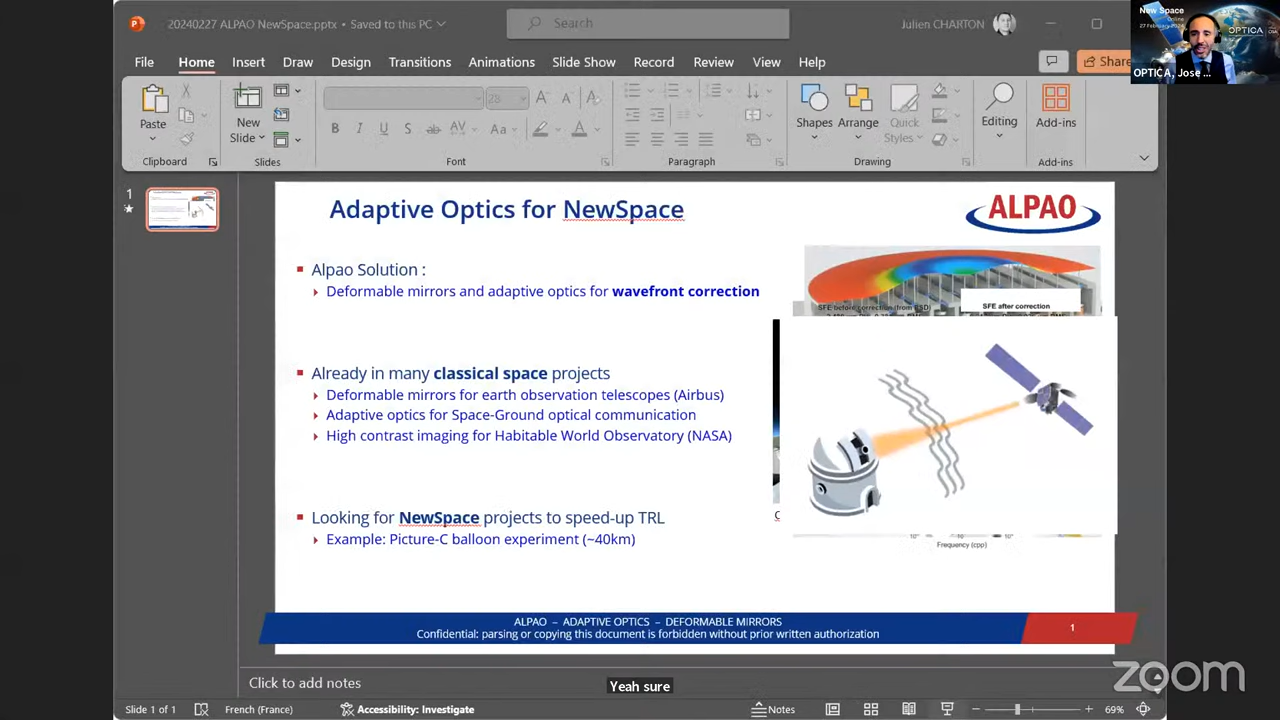 20240227 ALPAO NewSpace.pptx • Saved to this PC
Search
Julien CHARTON
File Home Insert Draw Design Transitions Animations Slide Show Record Review View Help
Share
Paste
New
Slide
28
Shapes
Arrange
Quick
Styles
Editing
Add-ins
Clipboard
Slides
Font
Paragraph
Drawing
Add-ins
New Space
Online
27 February 2024
OPTICA
OPTICA, Jose ...
1
Adaptive Optics for NewSpace
ALPAO
Alpao Solution :
Deformable mirrors and adaptive optics for wavefront correction
SFE after correction
Already in many classical space projects
Deformable mirrors for earth observation telescopes (Airbus)
Adaptive optics for Space-Ground optical communication
High contrast imaging for Habitable World Observatory (NASA)
Looking for NewSpace projects to speed-up TRL
Example: Picture-C balloon experiment (~40km)
Frequency (cpp)
ALPAO – ADAPTIVE OPTICS – DEFORMABLE MIRRORS
Confidential: parsing or copying this document is forbidden without prior written authorization
1
Click to add notes
Yeah sure
zoom
Slide 1 of 1
French (France)
Accessibility: Investigate
Notes
69%